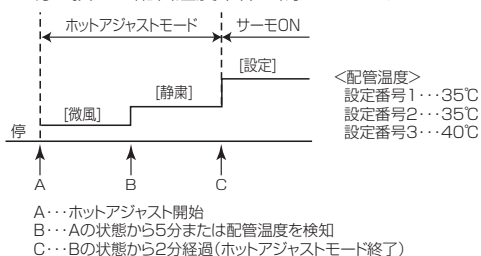 ホットアジャストモード サーモON
[設定]
[静粛]
[微風]
停
<配管温度>
設定番号1・・・35℃
設定番号2・・・35℃
設定番号3・・・40℃
A B C
A・・・ホットアジャスト開始
B・・・Aの状態から5分または配管温度を検知
C・・・Bの状態から2分経過(ホットアジャストモード終了)